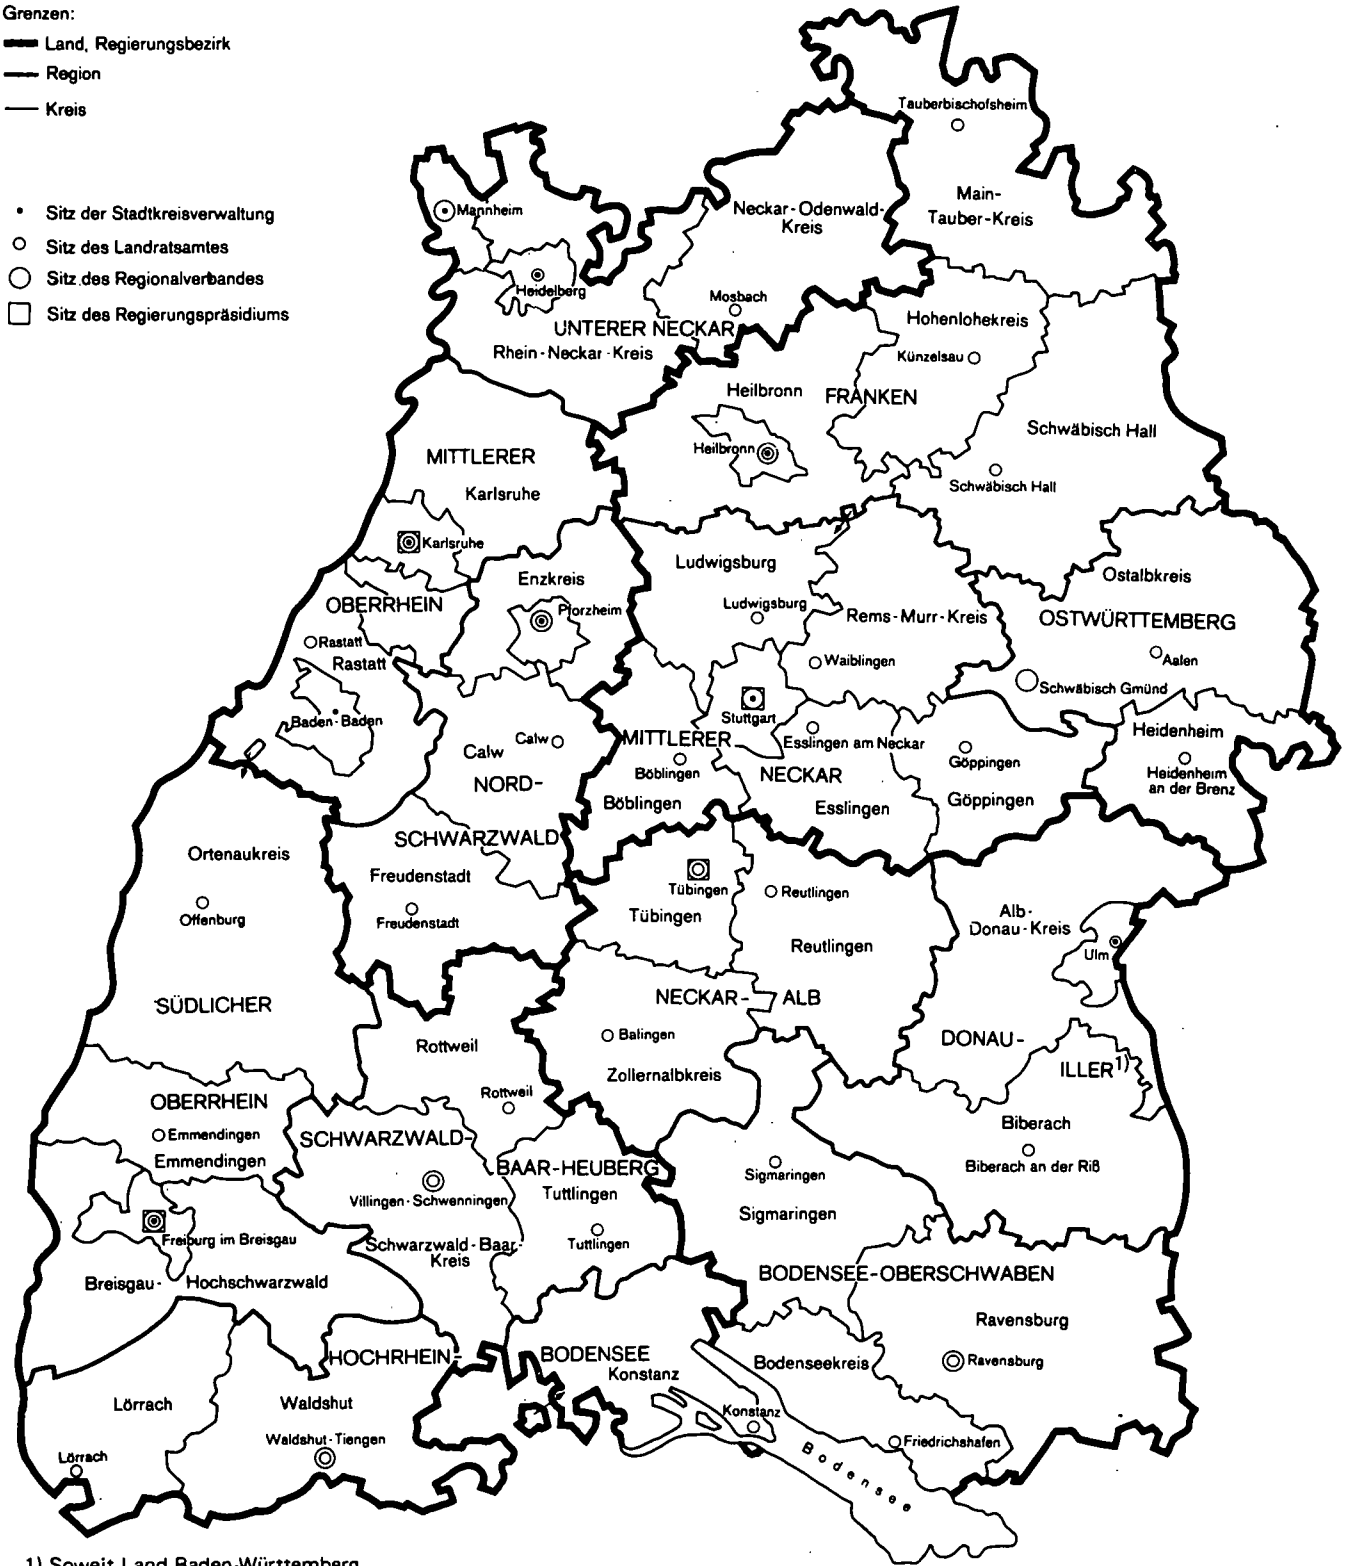 Grenzen:
Land, Regierungsbezirk
Region
Kreis
Sitz der Stadtkreisverwaltung
Sitz des Landratsamtes
Sitz des Regionalverbandes
Sitz des Regierungspräsidiums
Tauberbischofsheim
Main-
Tauber-Kreis
Mannheim
Neckar-Odenwald-
Kreis
Heidelberg
Mosbach
UNTERER NECKAR
Rhein-Neckar-Kreis
Hohenlohekreis
Künzelsau
Heilbronn
FRANKEN
Heilbronn
Schwäbisch Hall
Schwäbisch Hall
MITTLERER
Karlsruhe
Karlsruhe
OBERRHEIN
Rastatt
Rastatt
Baden-Baden
Enzkreis
Pforzheim
Ludwigsburg
Ludwigsburg
Rems-Murr-Kreis
Waiblingen
Ostalbkreis
OSTWÜRTTEMBERG
Aalen
Schwäbisch Gmünd
Stuttgart
MITTLERER
Böblingen
Böblingen
Esslingen am Neckar
NECKAR
Esslingen
Göppingen
Göppingen
Heidenheim
Heidenheim
an der Brenz
Calw
Calw
NORD-
SCHWARZWALD
Freudenstadt
Freudenstadt
Ortenaukreis
Offenburg
SÜDLICHER
Tübingen
Tübingen
Reutlingen
Reutlingen
NECKAR-ALB
Balingen
Zollernalbkreis
Alb-
Donau-Kreis
Ulm
DONAU-
ILLER1)
Biberach
Biberach an der Riß
Rottweil
Rottweil
OBERRHEIN
Emmendingen
Emmendingen
SCHWARZWALD-
Villingen-Schwenningen
BAAR-HEUBERG
Tuttlingen
Tuttlingen
Schwarzwald-Baar-
Kreis
Sigmaringen
Sigmaringen
Freiburg im Breisgau
Breisgau-Hochschwarzwald
BODENSEE-OBERSCHWABEN
Ravensburg
Ravensburg
Bodenseekreis
Friedrichshafen
HOCHRHEIN-
BODENSEE
Konstanz
Konstanz
Lörrach
Lörrach
Waldshut
Waldshut-Tiengen
Bodensee
1) Soweit Land Baden-Württemberg